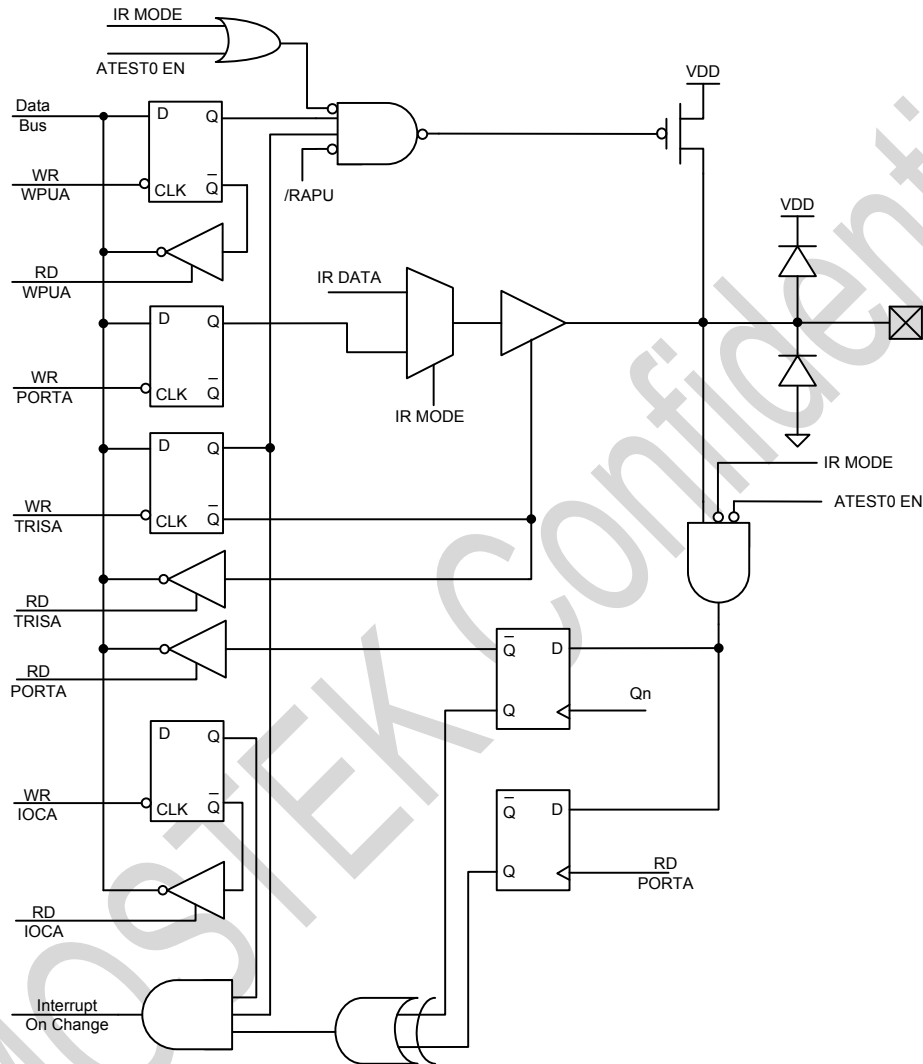 IR MODE
ATEST0 EN
VDD
Data
Bus
D
Q
WR
WPUA
CLK
Q
/RAPU
VDD
RD
WPUA
IR DATA
D
Q
WR
PORTA
CLK
Q
IR MODE
D
Q
IR MODE
WR
TRISA
CLK
Q
ATEST0 EN
RD
TRISA
RD
PORTA
Q
D
Q
Qn
D
Q
WR
IOCA
CLK
Q
Q
D
Q
RD
PORTA
RD
IOCA
Interrupt
On Change
MOSTEK Confidenti